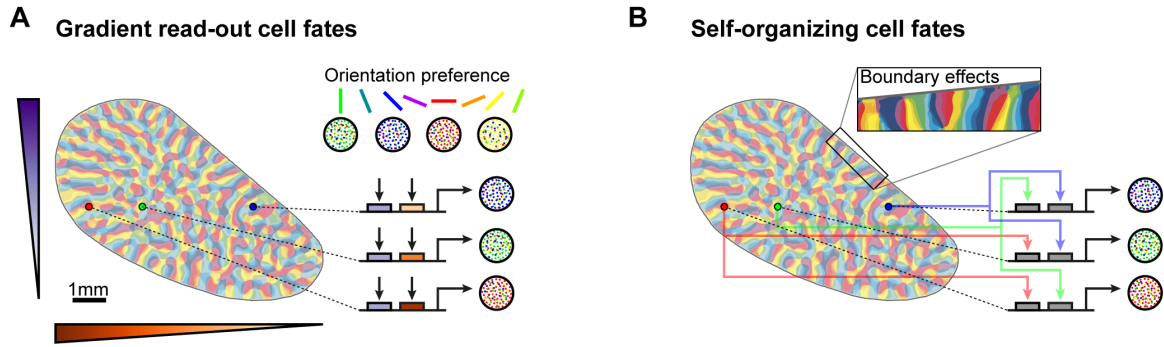 A
Gradient read-out cell fates
Orientation preference
1mm
B
Self-organizing cell fates
Boundary effects